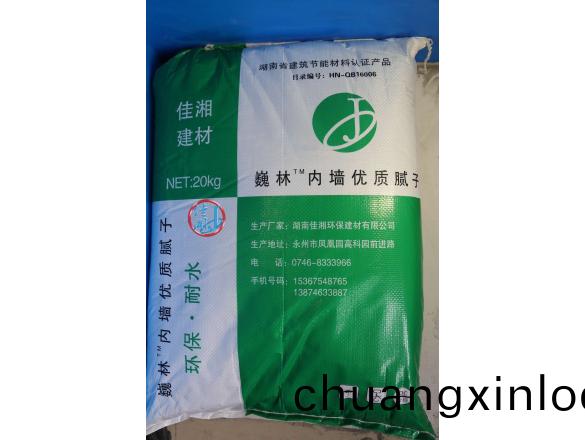 湖南省建筑节能材料认证产品
目录编号：HN-QB16006
佳湘
建材
NET:20kg
巍林™内墙优质腻子
佳湘
生产厂家：湖南佳湘环保建材有限公司
生产地址：永州市凤凰园高科园前进路
电　话：0746-8333966
手机号码：15367548765
13874633887
巍林™内墙优质腻子
环保·耐水
chuangxinloc